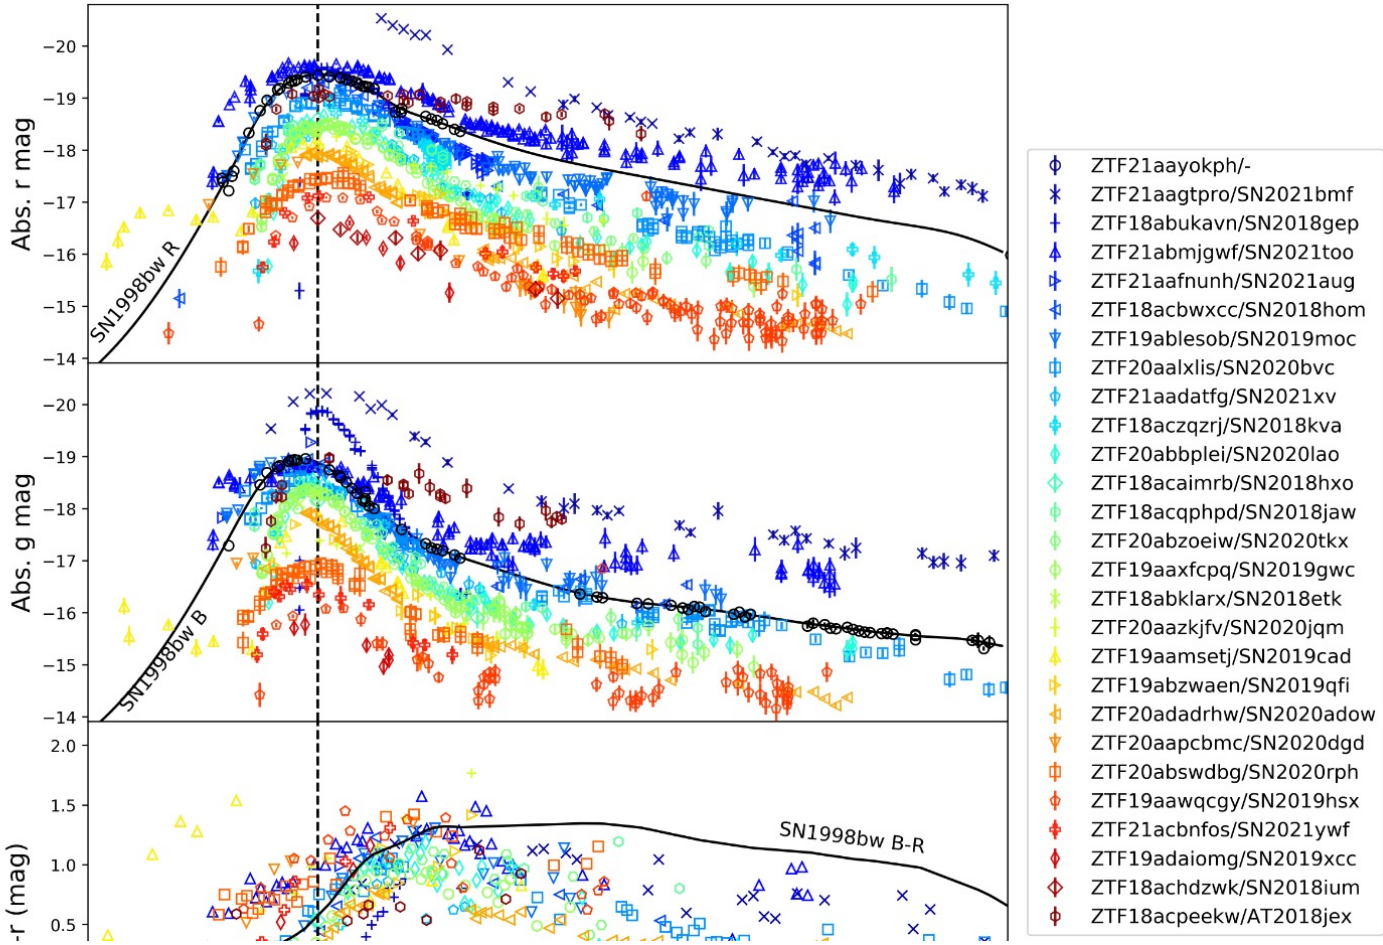 Abs. r mag
−20
−19
−18
−17
−16
−15
−14
SN1998bw R
Abs. g mag
−20
−19
−18
−17
−16
−15
−14
SN1998bw B
-r (mag)
2.0
1.5
1.0
0.5
SN1998bw B-R
ZTF21aayokph/-
ZTF21aagtpro/SN2021bmf
ZTF18abukavn/SN2018gep
ZTF21abmjgwf/SN2021too
ZTF21aafnunh/SN2021aug
ZTF18acbwxcc/SN2018hom
ZTF19ablesob/SN2019moc
ZTF20aalxlis/SN2020bvc
ZTF21aadatfg/SN2021xv
ZTF18aczqzrj/SN2018kva
ZTF20abbplei/SN2020lao
ZTF18acaimrb/SN2018hxo
ZTF18acqphpd/SN2018jaw
ZTF20abzoeiw/SN2020tkx
ZTF19aaxfcpq/SN2019gwc
ZTF18abklarx/SN2018etk
ZTF20aazkjfv/SN2020jqm
ZTF19aamsetj/SN2019cad
ZTF19abzwaen/SN2019qfi
ZTF20adadrhw/SN2020adow
ZTF20aapcbmc/SN2020dgd
ZTF20abswdbg/SN2020rph
ZTF19aawqcgy/SN2019hsx
ZTF21acbnfos/SN2021ywf
ZTF19adaiomg/SN2019xcc
ZTF18achdzwk/SN2018ium
ZTF18acpeekw/AT2018jex